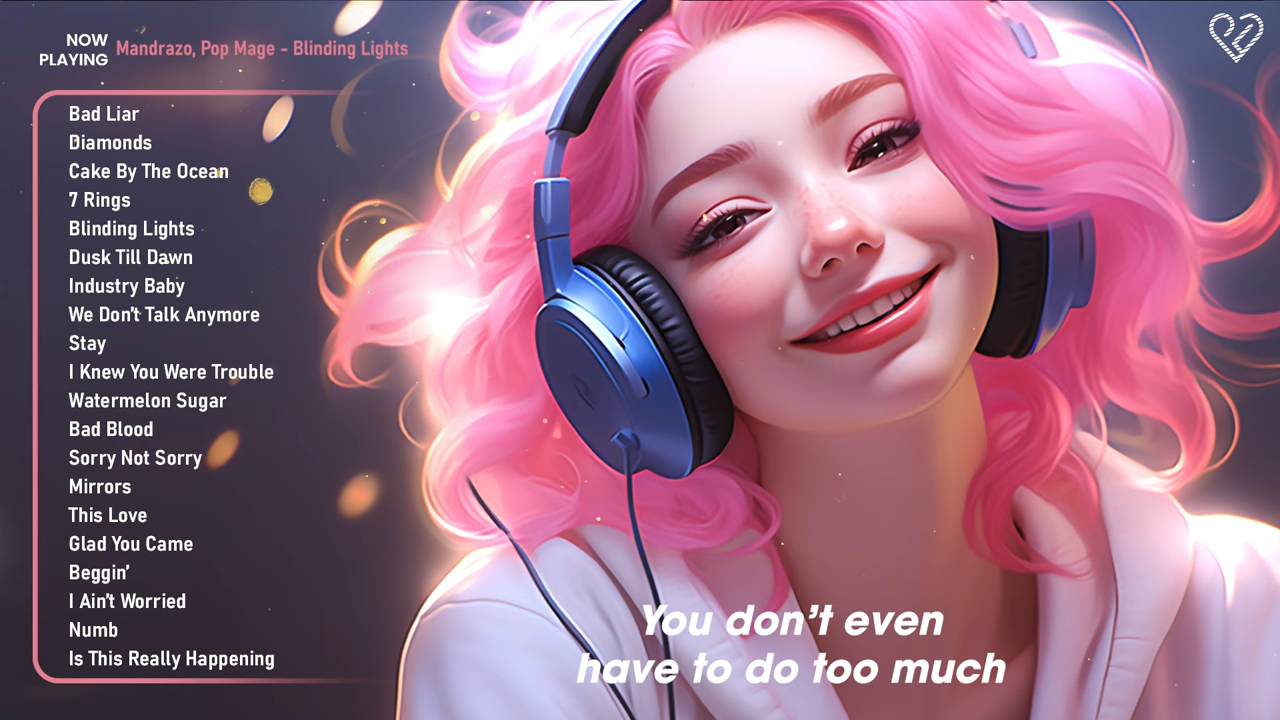 NOW
PLAYING
Mandrazo, Pop Mage - Blinding Lights
Bad Liar
Diamonds
Cake By The Ocean
7 Rings
Blinding Lights
Dusk Till Dawn
Industry Baby
We Don't Talk Anymore
Stay
I Knew You Were Trouble
Watermelon Sugar
Bad Blood
Sorry Not Sorry
Mirrors
This Love
Glad You Came
Beggin'
I Ain't Worried
Numb
Is This Really Happening
You don't even
have to do too much